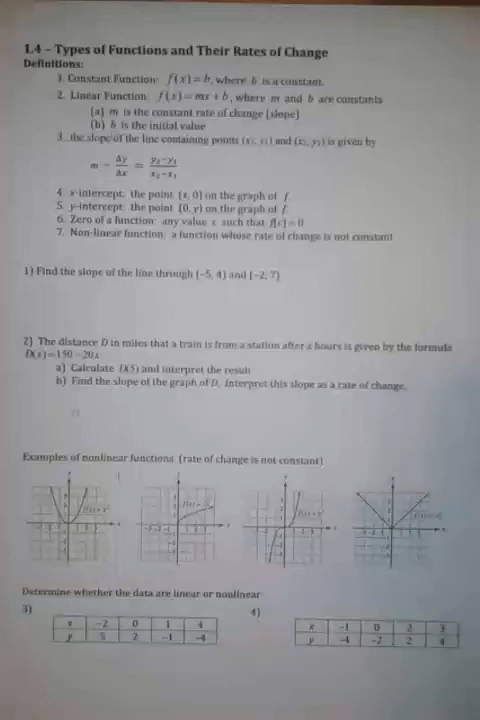 1.4 – Types of Functions and Their Rates of Change
Definitions:
1. Constant Function: f(x) = b, where b is a constant.
2. Linear Function: f(x) = mx + b, where m and b are constants
(a) m is the constant rate of change (slope)
(b) b is the initial value
3. the slope of the line containing points (x₁, y₁) and (x₂, y₂) is given by
m = Δy/Δx = y₂−y₁/x₂−x₁
4. x-intercept: the point (x, 0) on the graph of f.
5. y-intercept: the point (0, y) on the graph of f.
6. Zero of a function: any value c such that f(c) = 0
7. Non-linear function: a function whose rate of change is not constant
1) Find the slope of the line through (−5, 4) and (−2, 7)
2) The distance D in miles that a train is from a station after x hours is given by the formula
D(x) = 150 − 20x
a) Calculate D(5) and interpret the result
b) Find the slope of the graph of D. Interpret this slope as a rate of change.
Examples of nonlinear functions (rate of change is not constant)
Determine whether the data are linear or nonlinear
3) 4)
x −2 0 1 4
y 5 2 −1 −4
x −1 0 2 3
y −4 −2 2 4